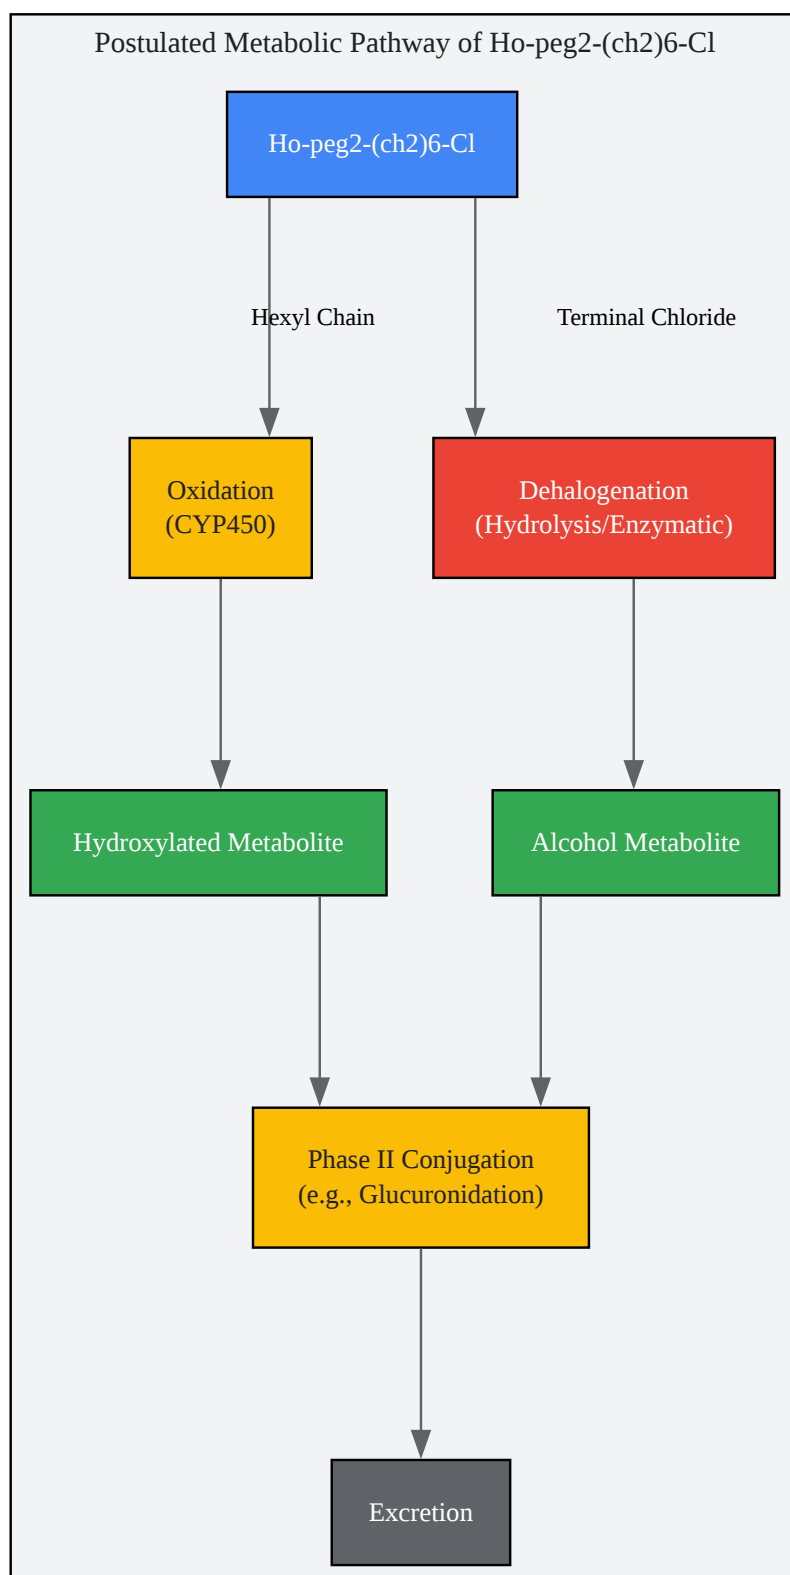 Postulated Metabolic Pathway of Ho-peg2-(ch2)6-Cl
Ho-peg2-(ch2)6-Cl
Hexyl Chain
Terminal Chloride
Oxidation
(CYP450)
Dehalogenation
(Hydrolysis/Enzymatic)
Hydroxylated Metabolite
Alcohol Metabolite
Phase II Conjugation
(e.g., Glucuronidation)
Excretion